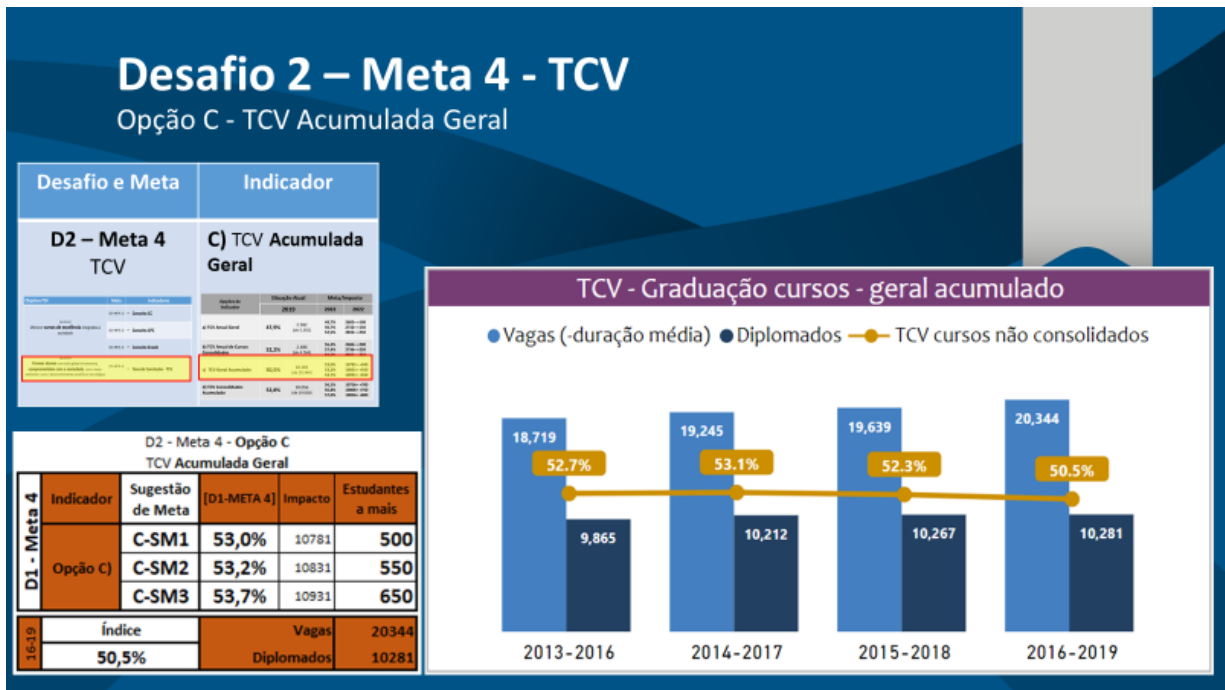 Desafio 2 – Meta 4 - TCV
Opção C - TCV Acumulada Geral
Desafio e Meta
Indicador
D2 – Meta 4
TCV
C) TCV Acumulada
Geral
D2 - Meta 4 - Opção C
TCV Acumulada Geral
D1 - Meta 4
Indicador
Sugestão
de Meta
[D1-META 4]
Impacto
Estudantes
a mais
Opção C)
C-SM1 53,0% 10781 500
C-SM2 53,2% 10831 550
C-SM3 53,7% 10931 650
16-19
Índice
Vagas 20344
50,5%
Diplomados 10281
TCV - Graduação cursos - geral acumulado
Vagas (-duração média) Diplomados TCV cursos não consolidados
18,719 19,245 19,639 20,344
52.7% 53.1% 52.3% 50.5%
9,865 10,212 10,267 10,281
2013-2016 2014-2017 2015-2018 2016-2019